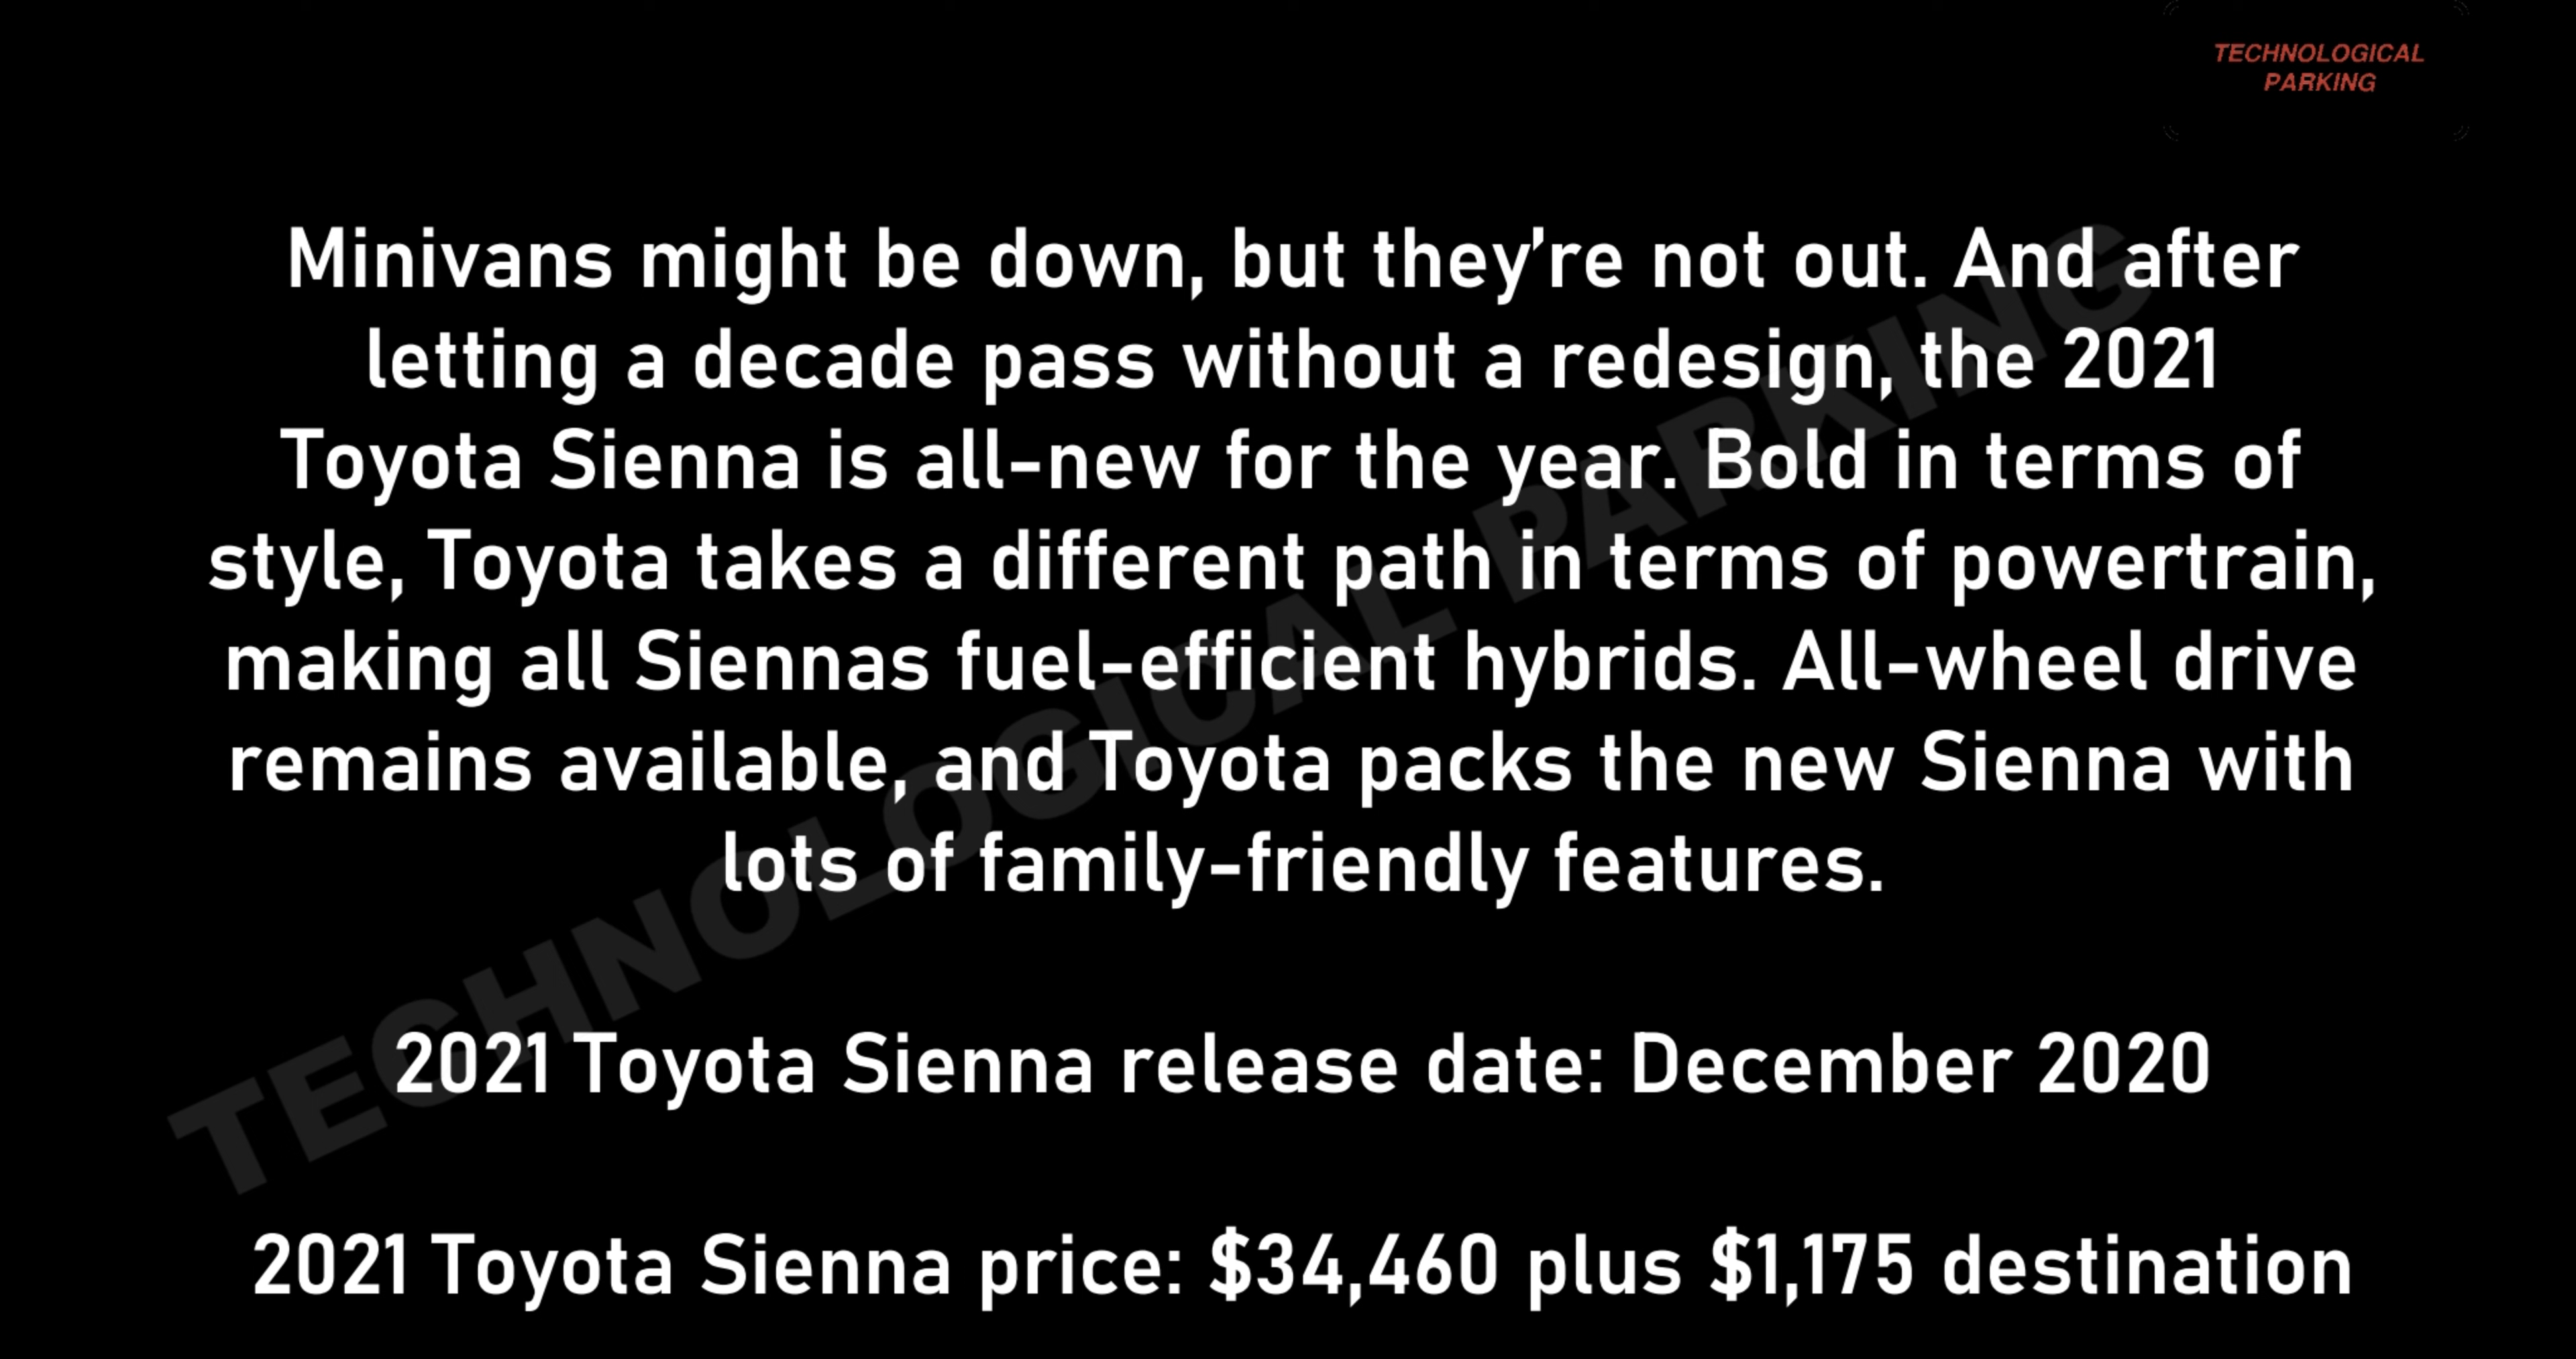 TECHNOLOGICAL
PARKING
Minivans might be down, but they’re not out. And after
letting a decade pass without a redesign, the 2021
Toyota Sienna is all-new for the year. Bold in terms of
style, Toyota takes a different path in terms of powertrain,
making all Siennas fuel-efficient hybrids. All-wheel drive
remains available, and Toyota packs the new Sienna with
lots of family-friendly features.
2021 Toyota Sienna release date: December 2020
2021 Toyota Sienna price: $34,460 plus $1,175 destination
TECHNOLOGICAL PARKING